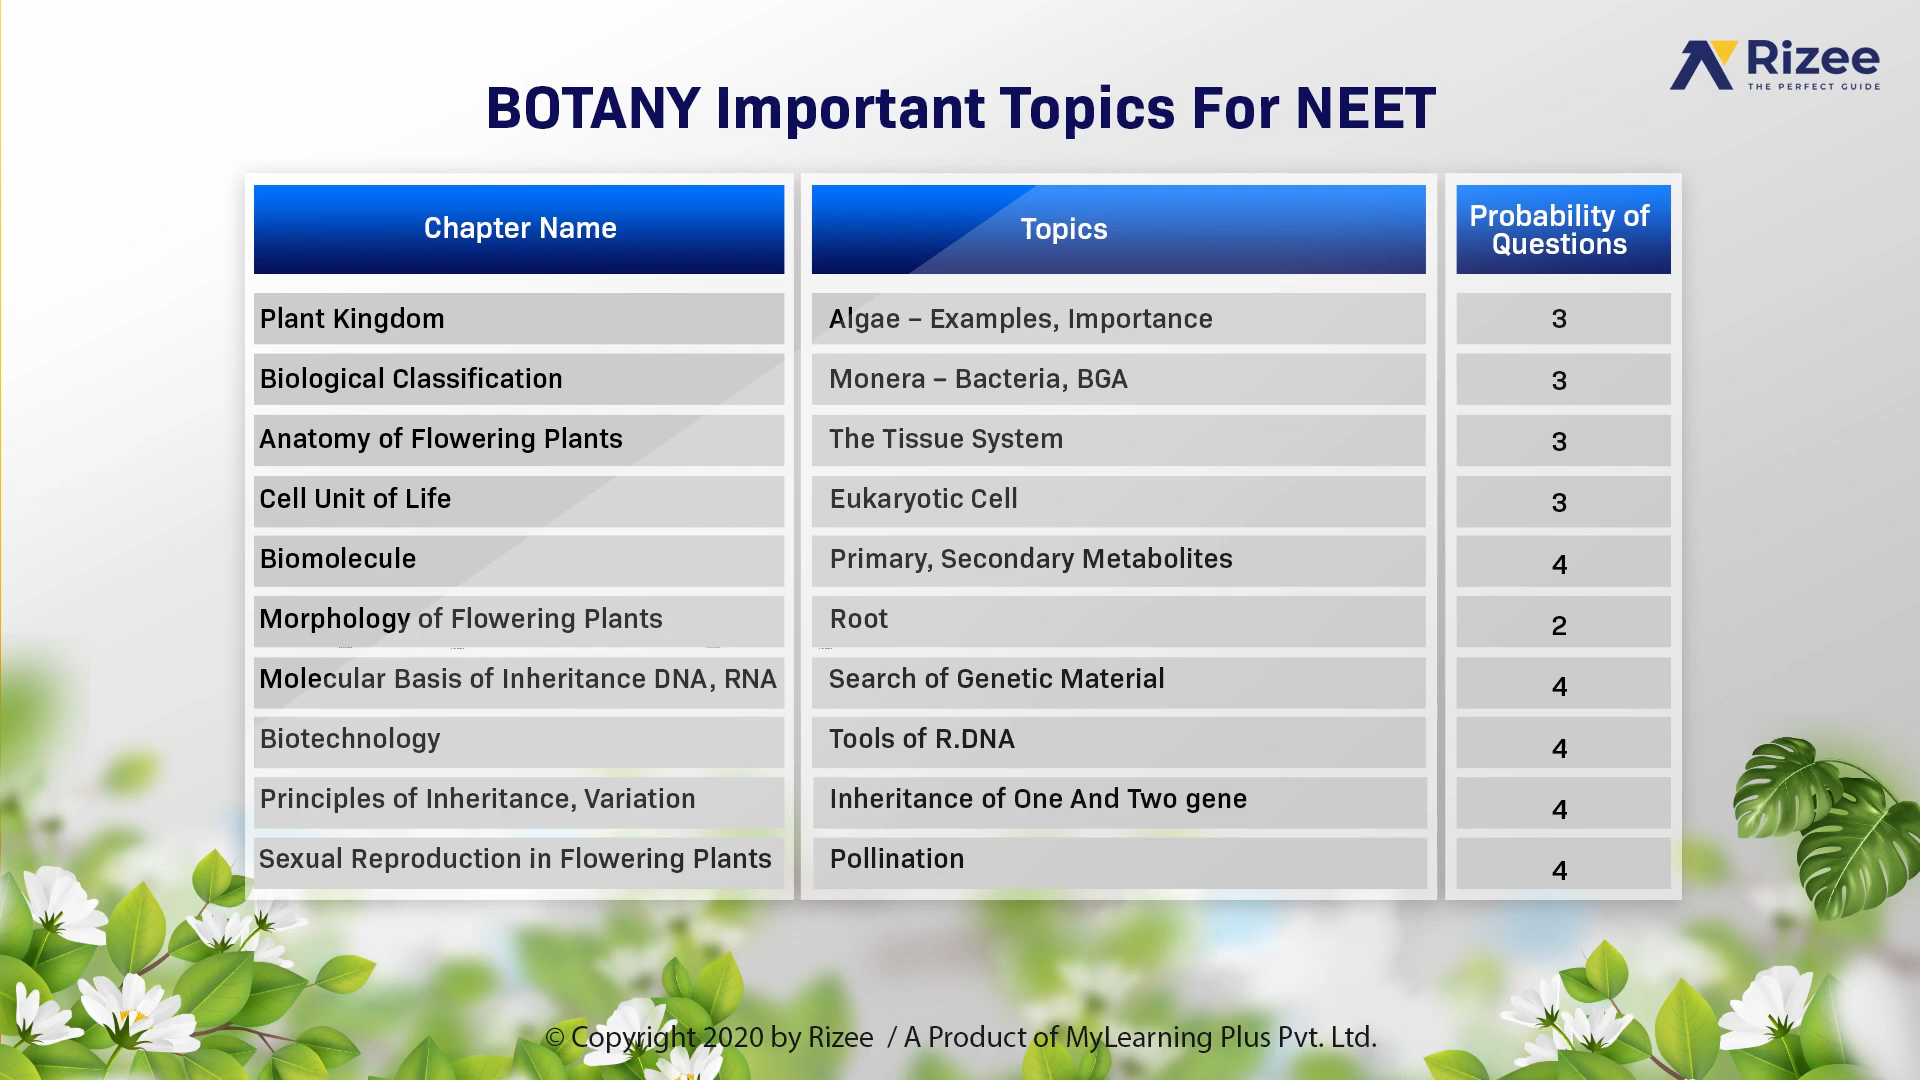 Rizee
THE PERFECT GUIDE
BOTANY Important Topics For NEET
Chapter Name
Topics
Probability of
Questions
Plant Kingdom
Algae – Examples, Importance
3
Biological Classification
Monera – Bacteria, BGA
3
Anatomy of Flowering Plants
The Tissue System
3
Cell Unit of Life
Eukaryotic Cell
3
Biomolecule
Primary, Secondary Metabolites
4
Morphology of Flowering Plants
Root
2
Molecular Basis of Inheritance DNA, RNA
Search of Genetic Material
4
Biotechnology
Tools of R.DNA
4
Principles of Inheritance, Variation
Inheritance of One And Two gene
4
Sexual Reproduction in Flowering Plants
Pollination
4
© Copyright 2020 by Rizee / A Product of MyLearning Plus Pvt. Ltd.